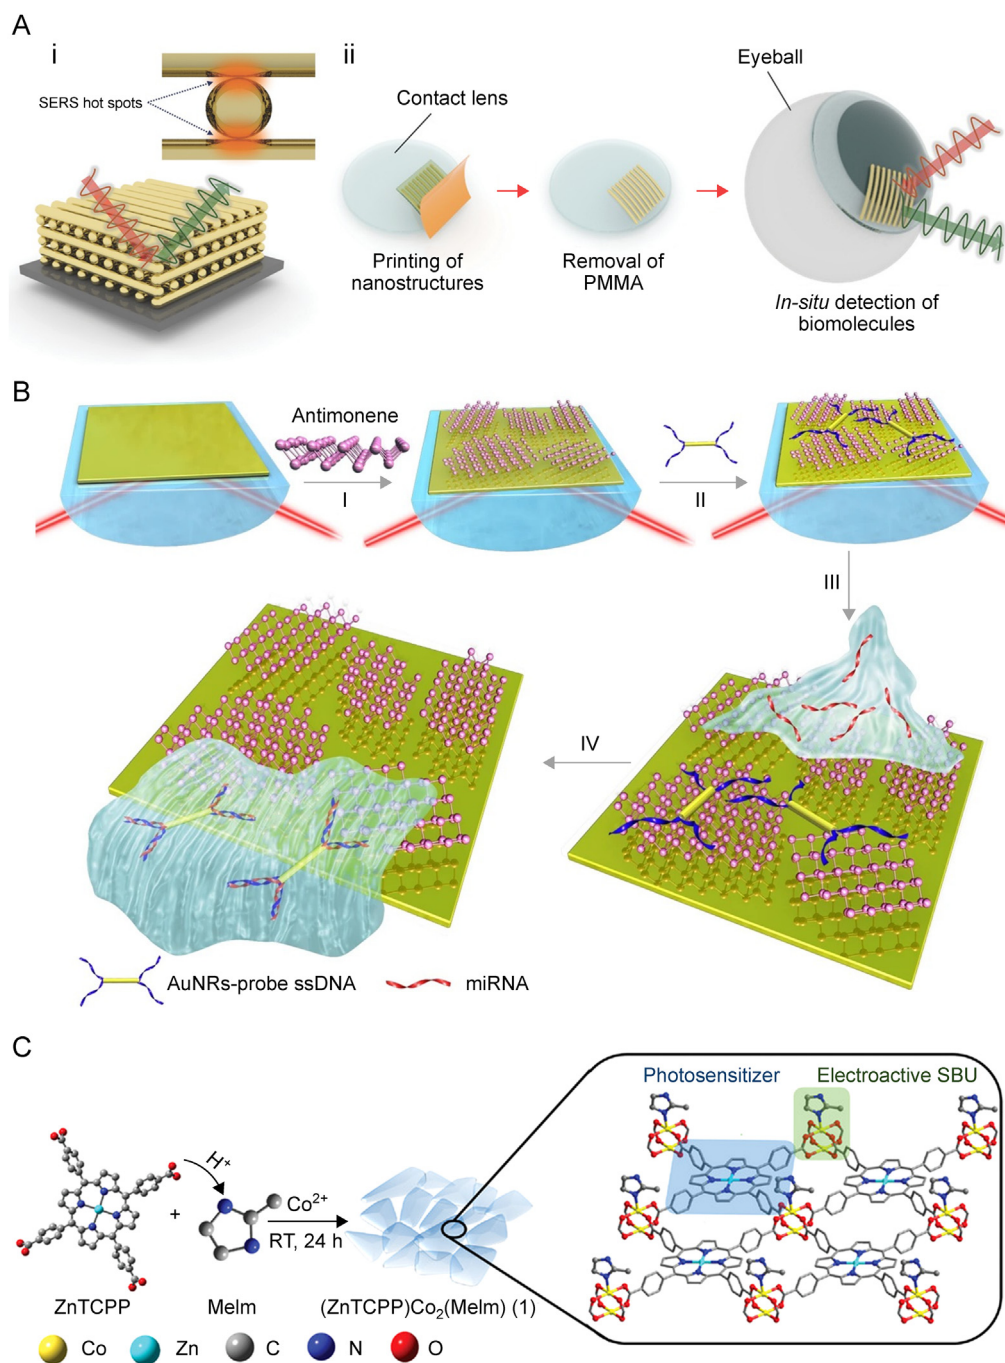 A
i
SERS hot spots
ii
Contact lens
Eyeball
Printing of
nanostructures
Removal of
PMMA
In-situ detection of
biomolecules
B
Antimonene
I
II
III
IV
AuNRs-probe ssDNA
miRNA
C
Photosensitizer
Electroactive SBU
H+
+
Co2+
RT, 24 h
ZnTCPP
Melm
(ZnTCPP)Co2(Melm) (1)
Co
Zn
C
N
O